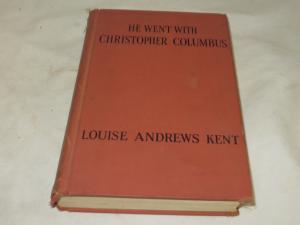 HE WENT WITH
CHRISTOPHER COLUMBUS
LOUISE ANDREWS KENT